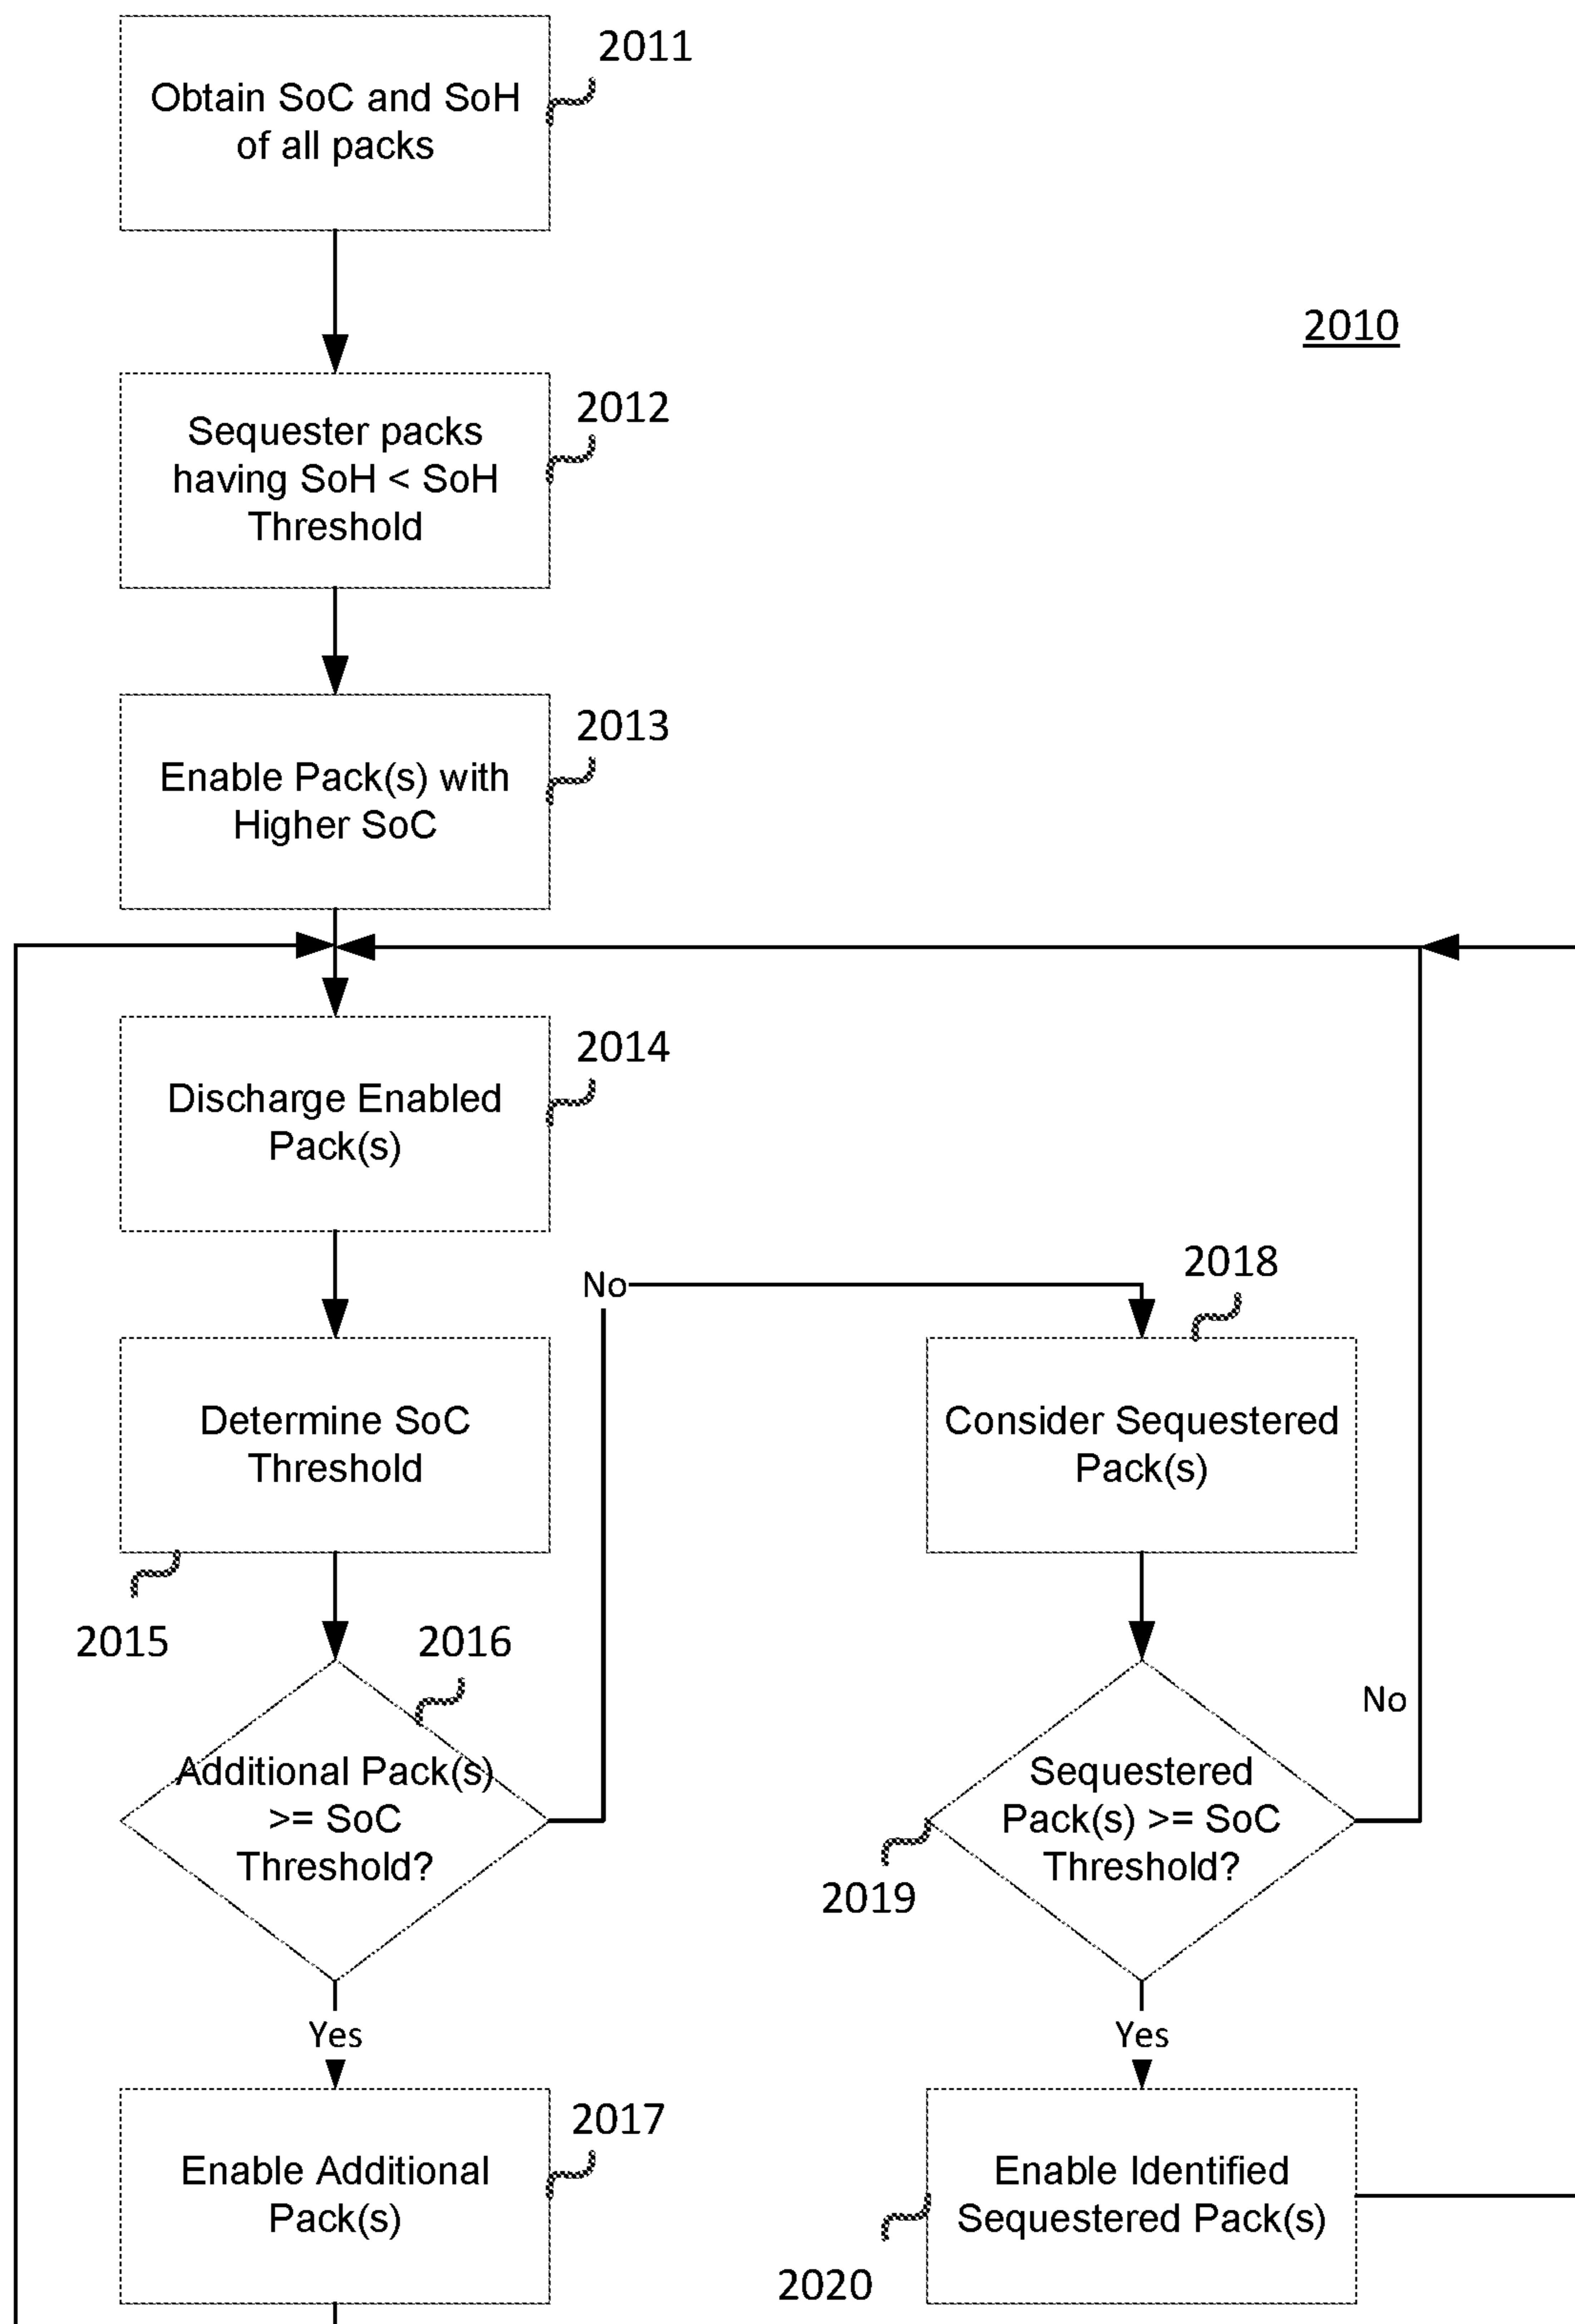 2011
Obtain SoC and SoH
of all packs
2010
2012
Sequester packs
having SoH < SoH
Threshold
2013
Enable Pack(s) with
Higher SoC
2014
Discharge Enabled
Pack(s)
No
2018
Determine SoC
Threshold
Consider Sequestered
Pack(s)
2015
2016
No
Additional Pack(s)
>= SoC
Threshold?
Sequestered
Pack(s) >= SoC
Threshold?
2019
Yes
Yes
2017
Enable Additional
Pack(s)
Enable Identified
Sequestered Pack(s)
2020